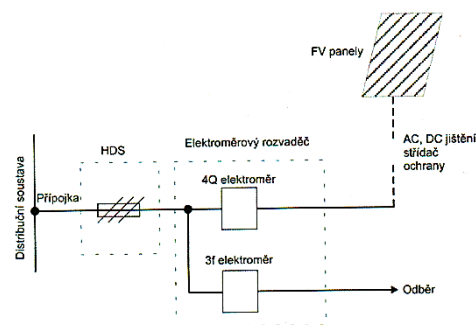 FV panely
AC, DC jištění
střídač
ochrany
Elektroměrový rozvaděč
HDS
4Q elektroměr
Přípojka
Distribuční soustava
3f elektroměr
Odběr